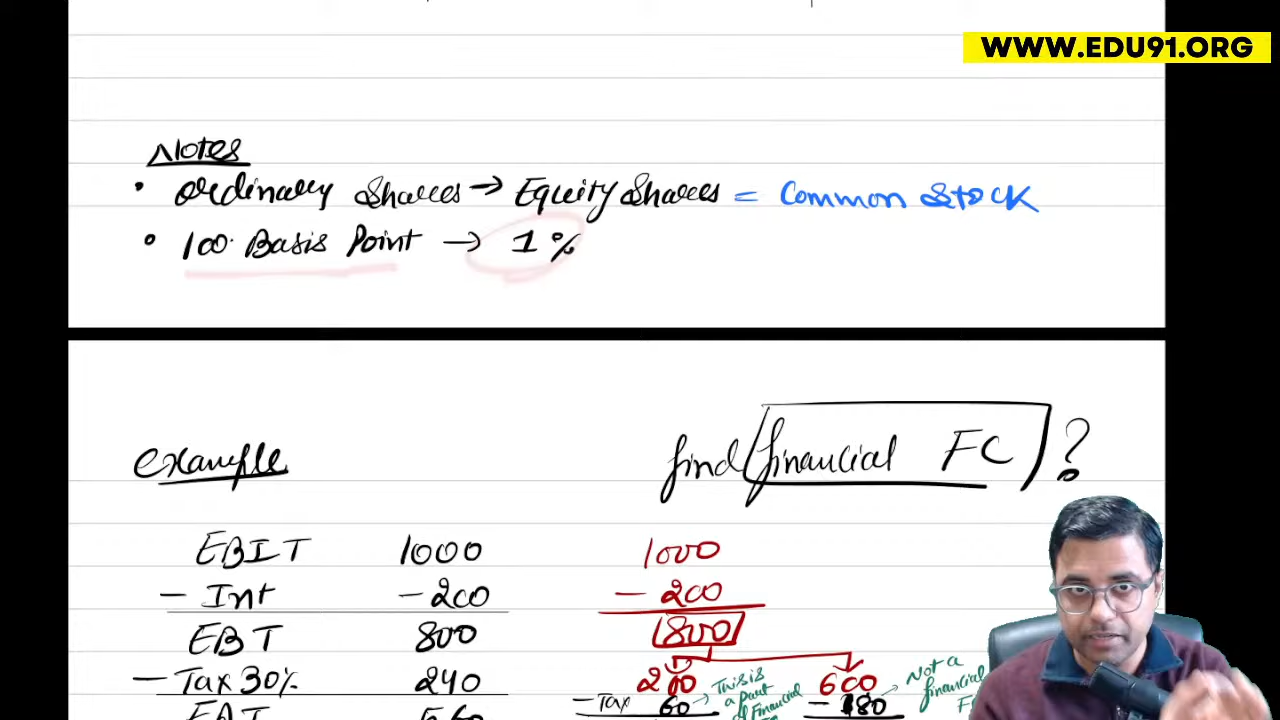 WWW.EDU91.ORG
Notes
• ordinary shares → Equity shares = Common Stock
• 100 Basis Point → 1%
example find financial FC ?
EBIT 1000 1000
- Int -200 - 200
EBT 800 800
- Tax 30% 240 200 → This is a part of financial 600 → Not a financial
- Tax 60 - 180